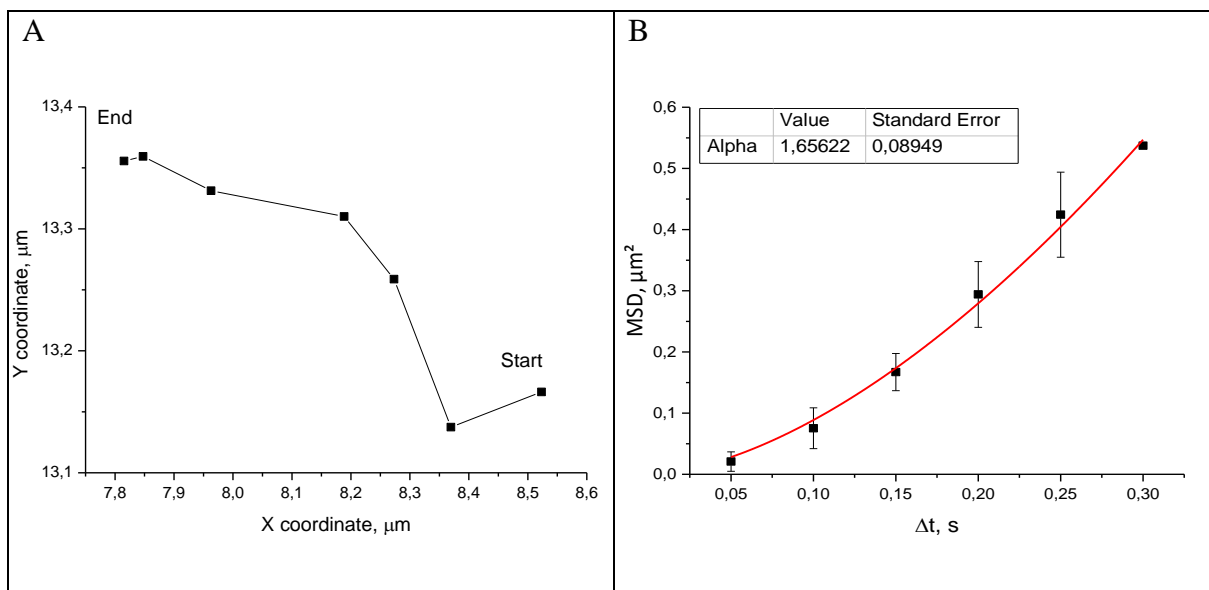 A
13,4
13,3
13,2
13,1
Y coordinate, μm
End
Start
7,8 7,9 8,0 8,1 8,2 8,3 8,4 8,5 8,6
X coordinate, μm
B
0,6
0,5
0,4
0,3
0,2
0,1
0,0
MSD, μm²
Value Standard Error
Alpha 1,65622 0,08949
0,05 0,10 0,15 0,20 0,25 0,30
Δt, s